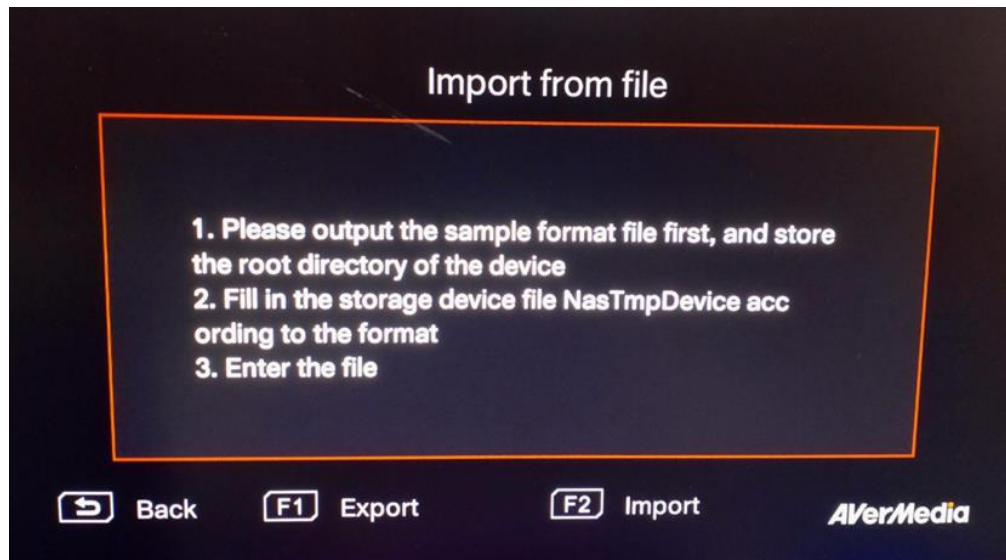 Import from file
1. Please output the sample format file first, and store
the root directory of the device
2. Fill in the storage device file NasTmpDevice acc
ording to the format
3. Enter the file
Back F1 Export F2 Import AVerMedia